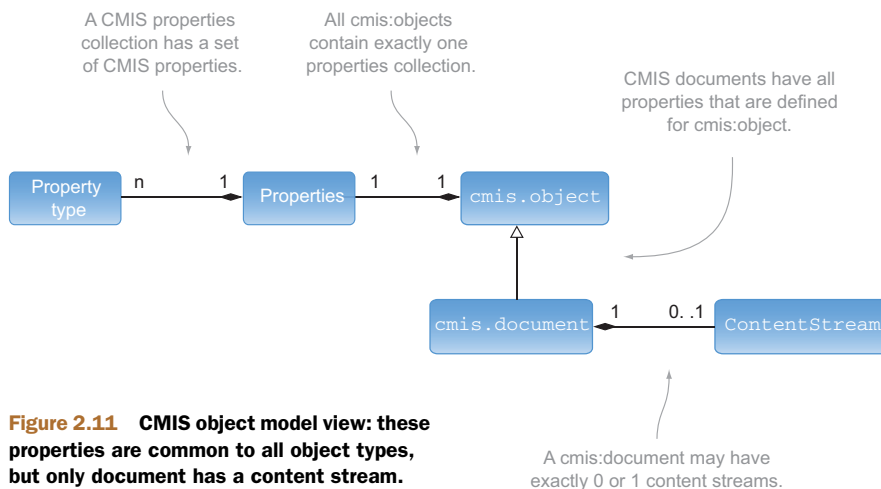 A CMIS properties
collection has a set
of CMIS properties.
All cmis:objects
contain exactly one
properties collection.
CMIS documents have all
properties that are defined
for cmis:object.
Property
type
n
1
Properties
1
1
cmis.object
cmis.document
1
0. .1
ContentStream
Figure 2.11 CMIS object model view: these
properties are common to all object types,
but only document has a content stream.
A cmis:document may have
exactly 0 or 1 content streams.